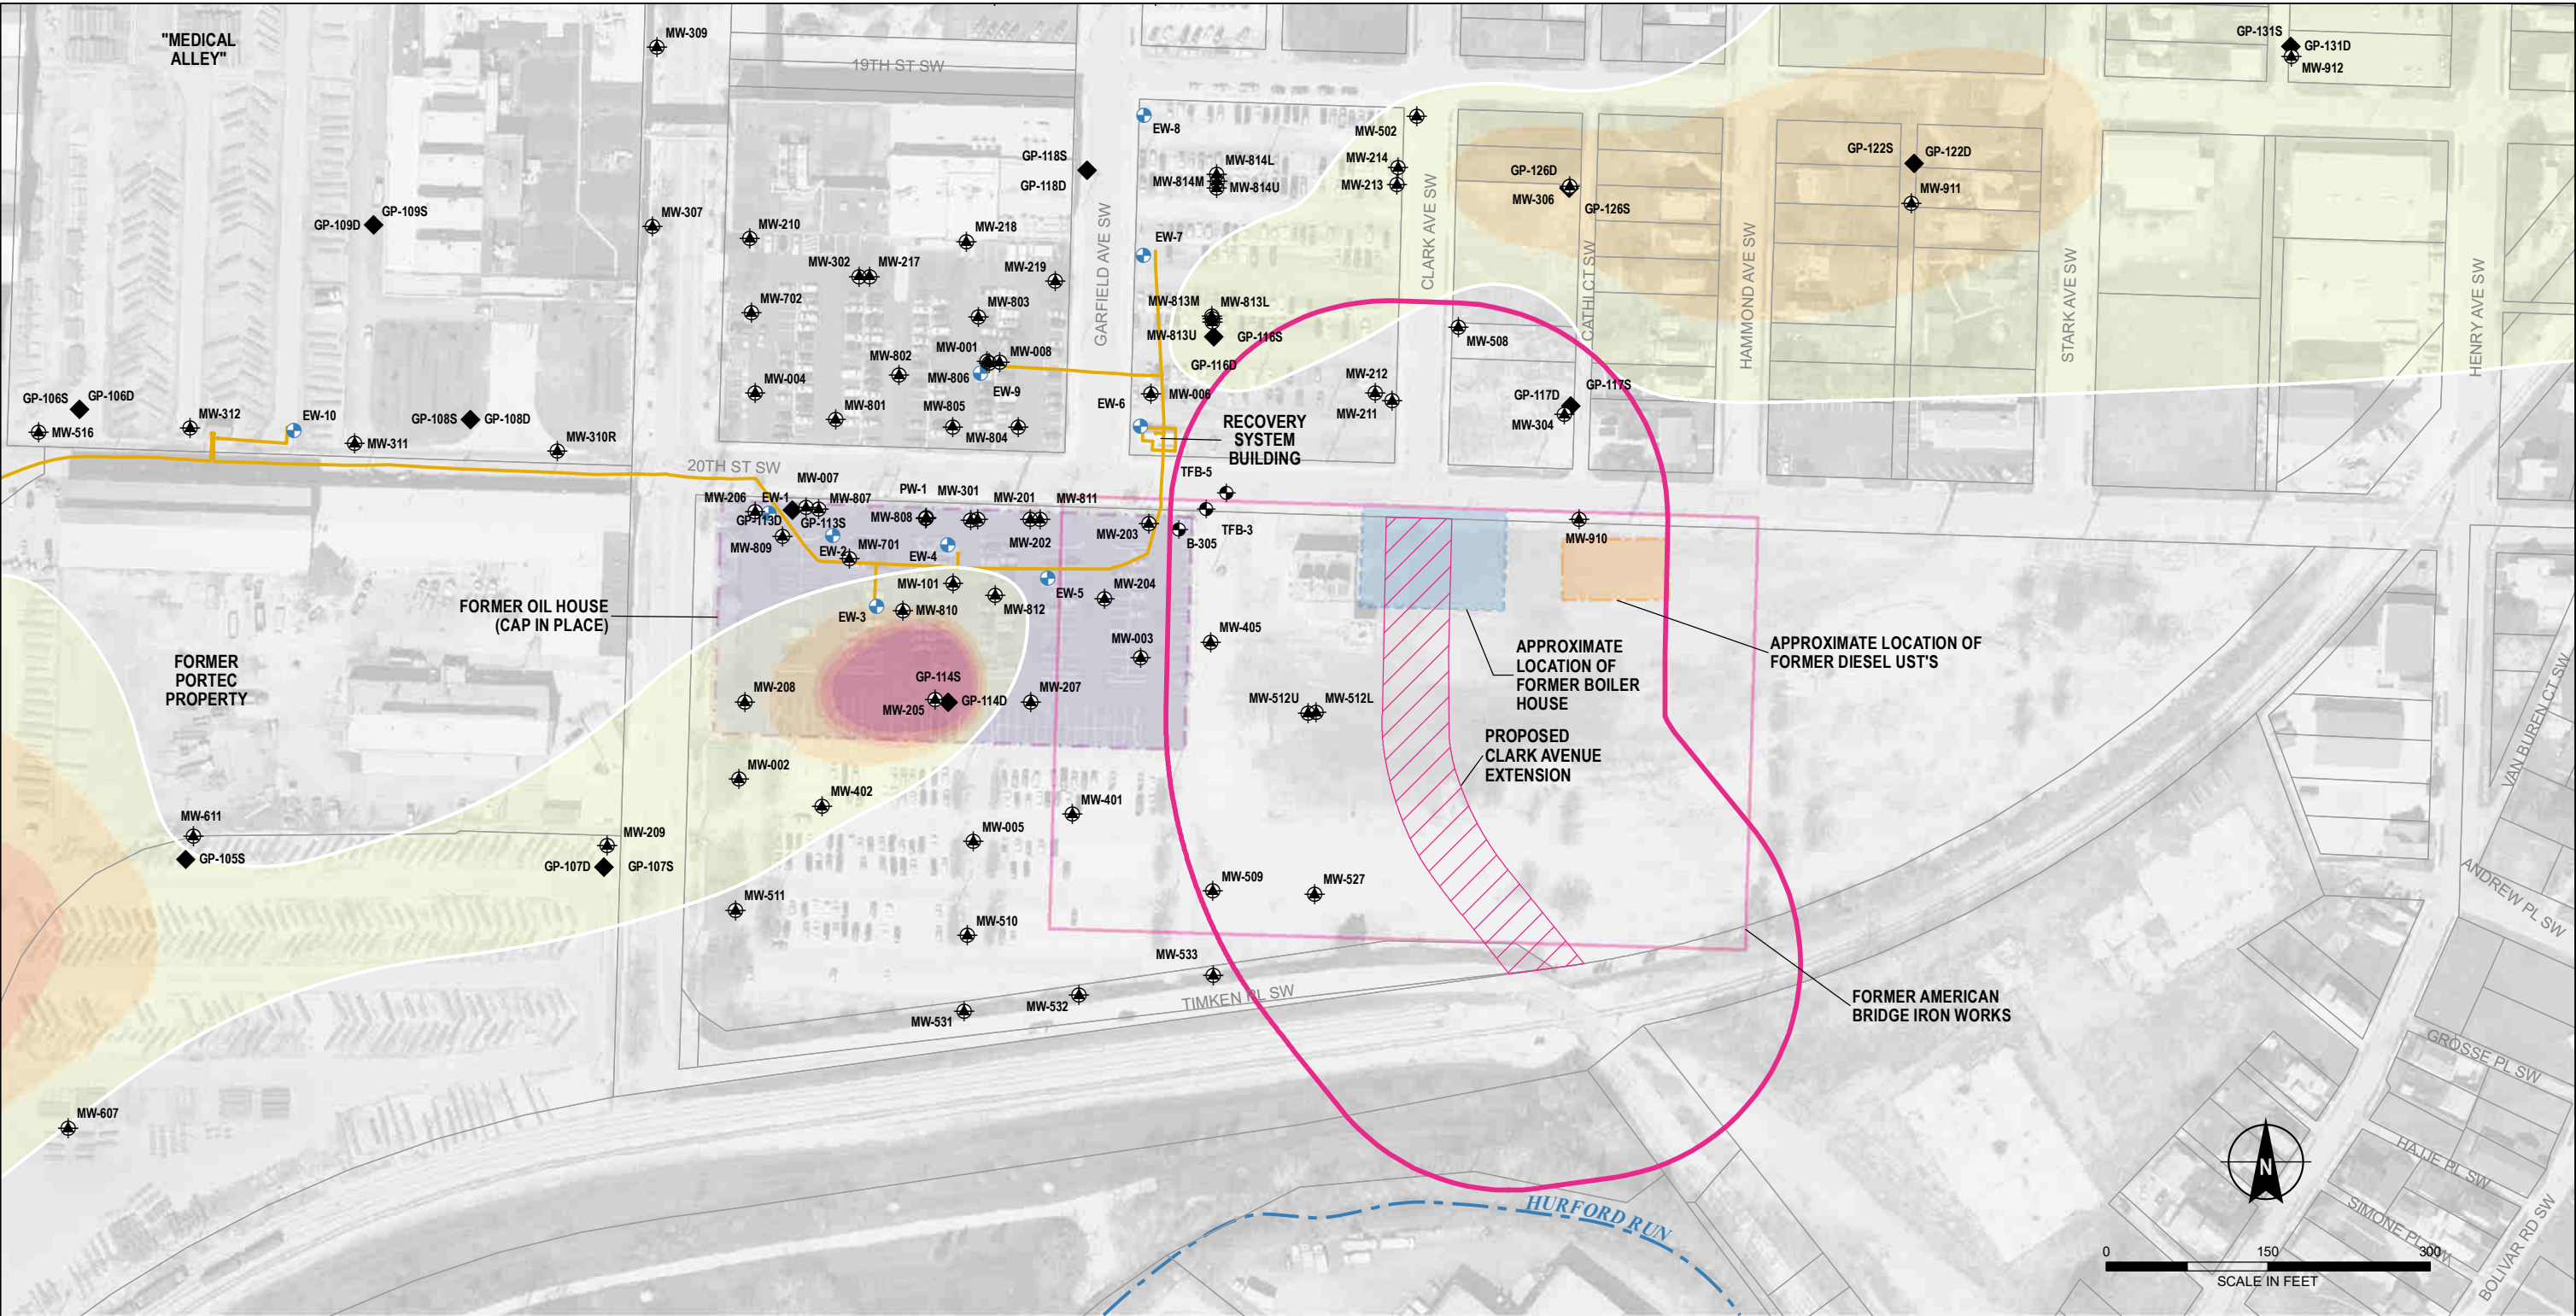 "MEDICAL
ALLEY"
MW-309
19TH ST SW
GP-131S
GP-131D
MW-912
EW-8
MW-502
GP-118S
GP-118D
MW-814L
MW-814M
MW-814U
MW-214
MW-213
GP-126D
MW-306
GP-126S
GP-122S
GP-122D
MW-911
GP-109S
GP-109D
MW-307
MW-210
MW-218
GARFIELD AVE SW
EW-7
CLARK AVE SW
CATHI CT SW
HAMMOND AVE SW
STARK AVE SW
HENRY AVE SW
MW-302
MW-217
MW-219
MW-702
MW-803
MW-813M
MW-813L
MW-813U
GP-116S
GP-116D
MW-508
MW-802
MW-001
MW-008
MW-806
EW-9
MW-004
MW-801
MW-805
MW-804
EW-6
MW-006
MW-212
MW-211
GP-117S
GP-117D
MW-304
GP-106S
GP-106D
MW-516
MW-312
EW-10
MW-311
GP-108S
GP-108D
MW-310R
RECOVERY
SYSTEM
BUILDING
20TH ST SW
TFB-5
MW-206
EW-1
MW-007
MW-807
GP-113D
GP-113S
PW-1
MW-301
MW-808
MW-201
MW-811
MW-202
MW-203
B-305
TFB-3
MW-910
MW-809
EW-2
MW-701
EW-4
MW-101
EW-5
MW-204
MW-812
EW-3
MW-810
FORMER OIL HOUSE
(CAP IN PLACE)
MW-003
MW-405
APPROXIMATE
LOCATION OF
FORMER BOILER
HOUSE
APPROXIMATE LOCATION OF
FORMER DIESEL UST'S
FORMER
PORTEC
PROPERTY
MW-208
GP-114S
GP-114D
MW-205
MW-207
MW-512U
MW-512L
PROPOSED
CLARK AVENUE
EXTENSION
VAN BUREN CT SW
MW-002
MW-402
MW-401
MW-005
MW-611
GP-105S
MW-209
GP-107D
GP-107S
MW-511
MW-510
MW-509
MW-527
ANDREW PL SW
MW-533
MW-532
MW-531
TIMKEN PL SW
FORMER AMERICAN
BRIDGE IRON WORKS
GROSSE PL SW
MW-607
HAJJE PL SW
N
HURFORD RUN
SIMONE PL SW
BOLIVAR RD SW
0 150 300
SCALE IN FEET